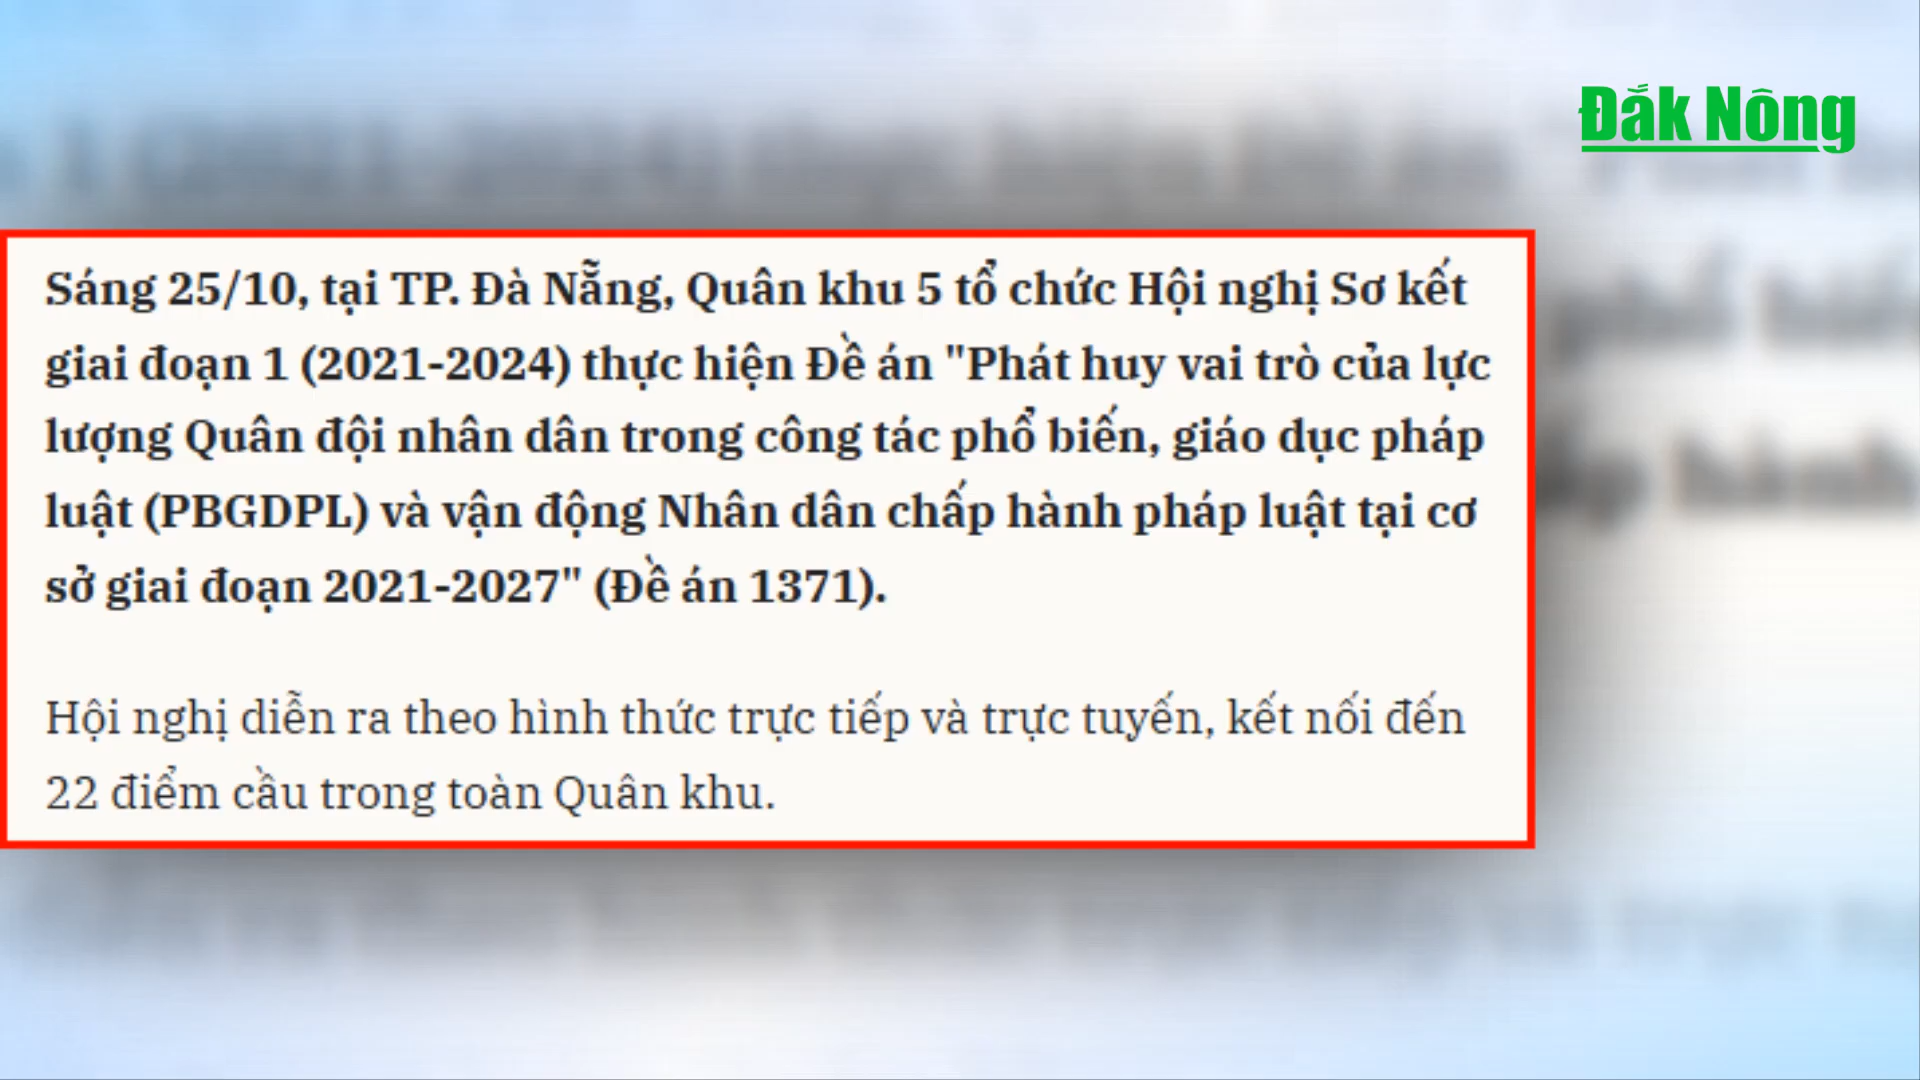 Đắk Nông
Sáng 25/10, tại TP. Đà Nẵng, Quân khu 5 tổ chức Hội nghị Sơ kết
giai đoạn 1 (2021-2024) thực hiện Đề án "Phát huy vai trò của lực
lượng Quân đội nhân dân trong công tác phổ biến, giáo dục pháp
luật (PBGDPL) và vận động Nhân dân chấp hành pháp luật tại cơ
sở giai đoạn 2021-2027" (Đề án 1371).
Hội nghị diễn ra theo hình thức trực tiếp và trực tuyến, kết nối đến
22 điểm cầu trong toàn Quân khu.